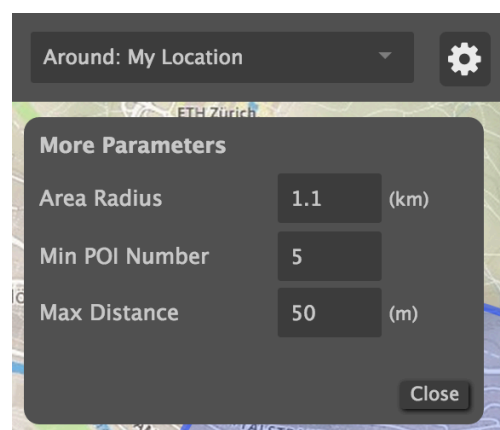 Around: My Location
ETH Zürich
More Parameters
Area Radius 1.1 (km)
Min POI Number 5
Max Distance 50 (m)
Close